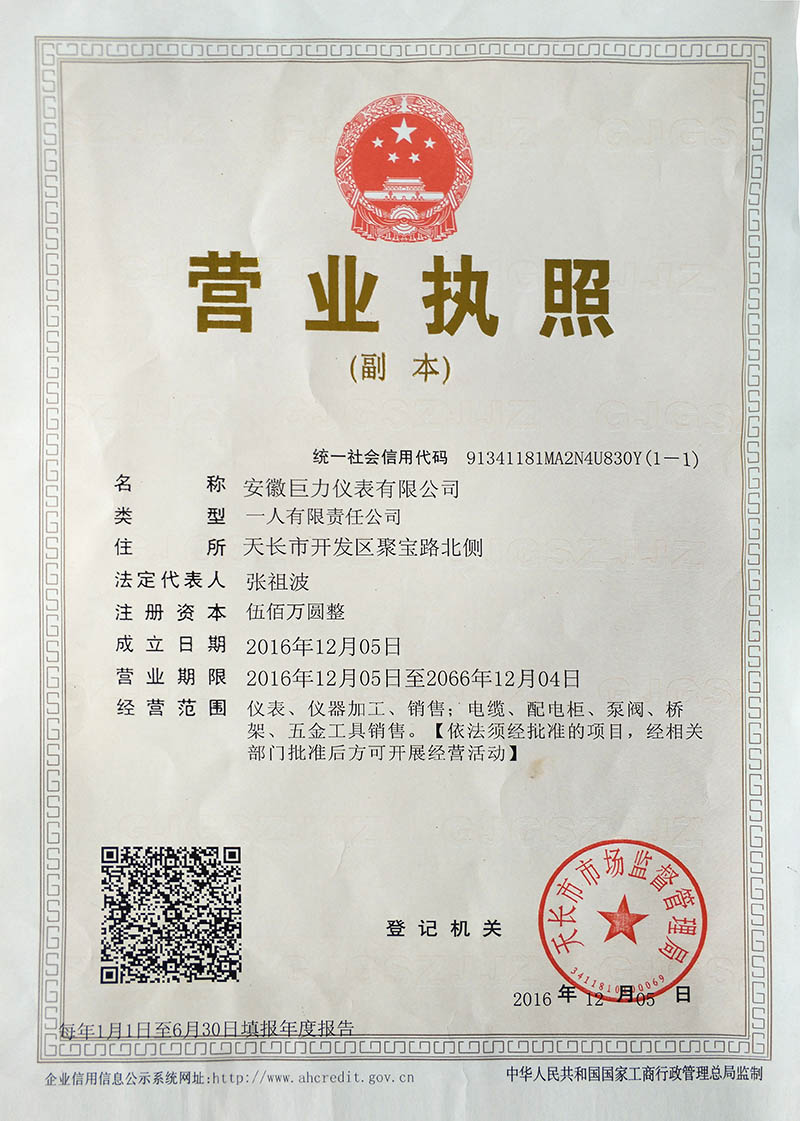 营业执照
(副 本)
统一社会信用代码 91341181MA2N4U830Y(1-1)
名 称 安徽巨力仪表有限公司
类 型 一人有限责任公司
住 所 天长市开发区聚宝路北侧
法定代表人 张祖波
注册资本 伍佰万圆整
成立日期 2016年12月05日
营业期限 2016年12月05日至2066年12月04日
经营范围 仪表、仪器加工、销售；电缆、配电柜、泵阀、桥
架、五金工具销售。【依法须经批准的项目，经相关
部门批准后方可开展经营活动】
天长市市场监督管理局
登记机关
2016 年 12 月 05 日
每年1月1日至6月30日填报年度报告
企业信用信息公示系统网址:http://www.ahcredit.gov.cn
中华人民共和国国家工商行政管理总局监制